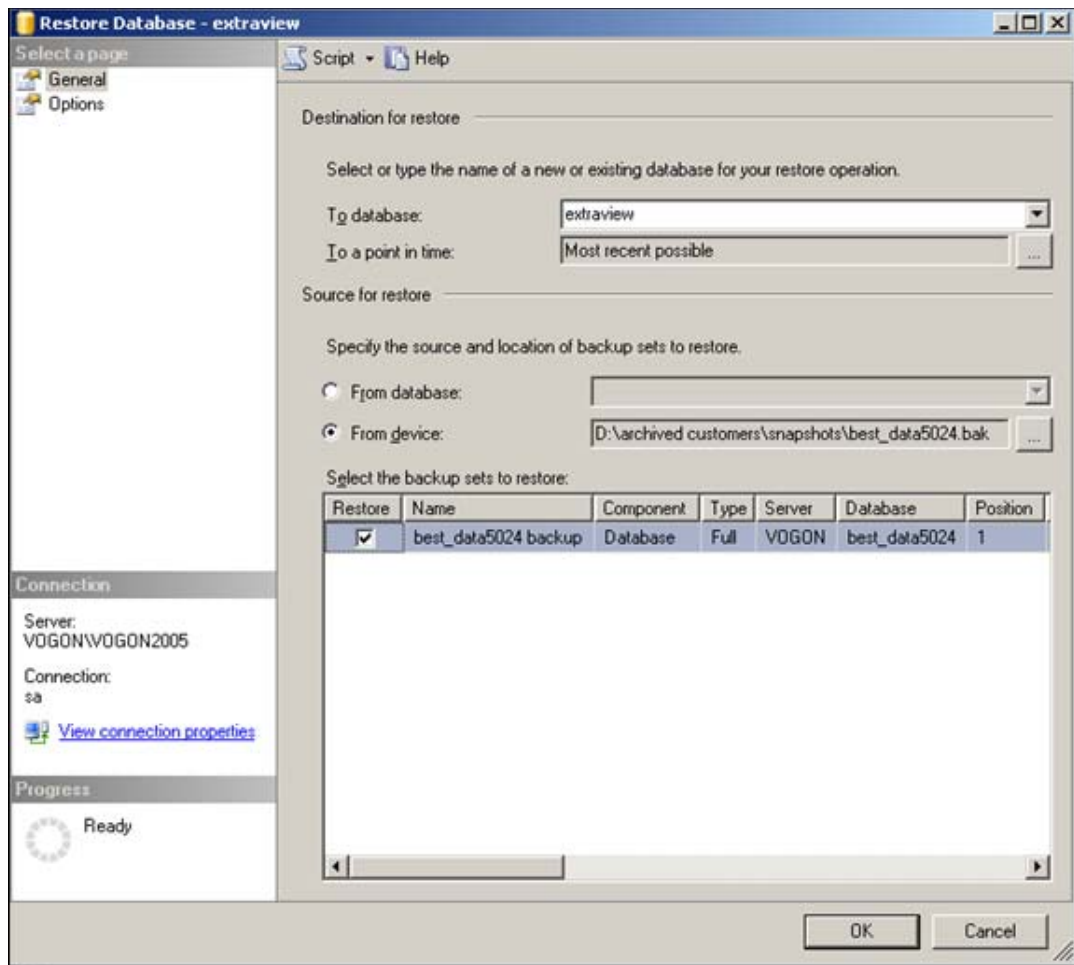 Restore Database - extraview
Select a page
General
Options
Script
Help
Destination for restore
Select or type the name of a new or existing database for your restore operation.
To database:
extraview
To a point in time:
Most recent possible
...
Source for restore
Specify the source and location of backup sets to restore.
From database:
From device:
D:\archived customers\snapshots\best_data5024.bak
...
Select the backup sets to restore:
Restore Name Component Type Server Database Position
best_data5024 backup Database Full VOGON best_data5024 1
Connection
Server:
VOGON\VOGON2005
Connection:
sa
View connection properties
Progress
Ready
OK Cancel